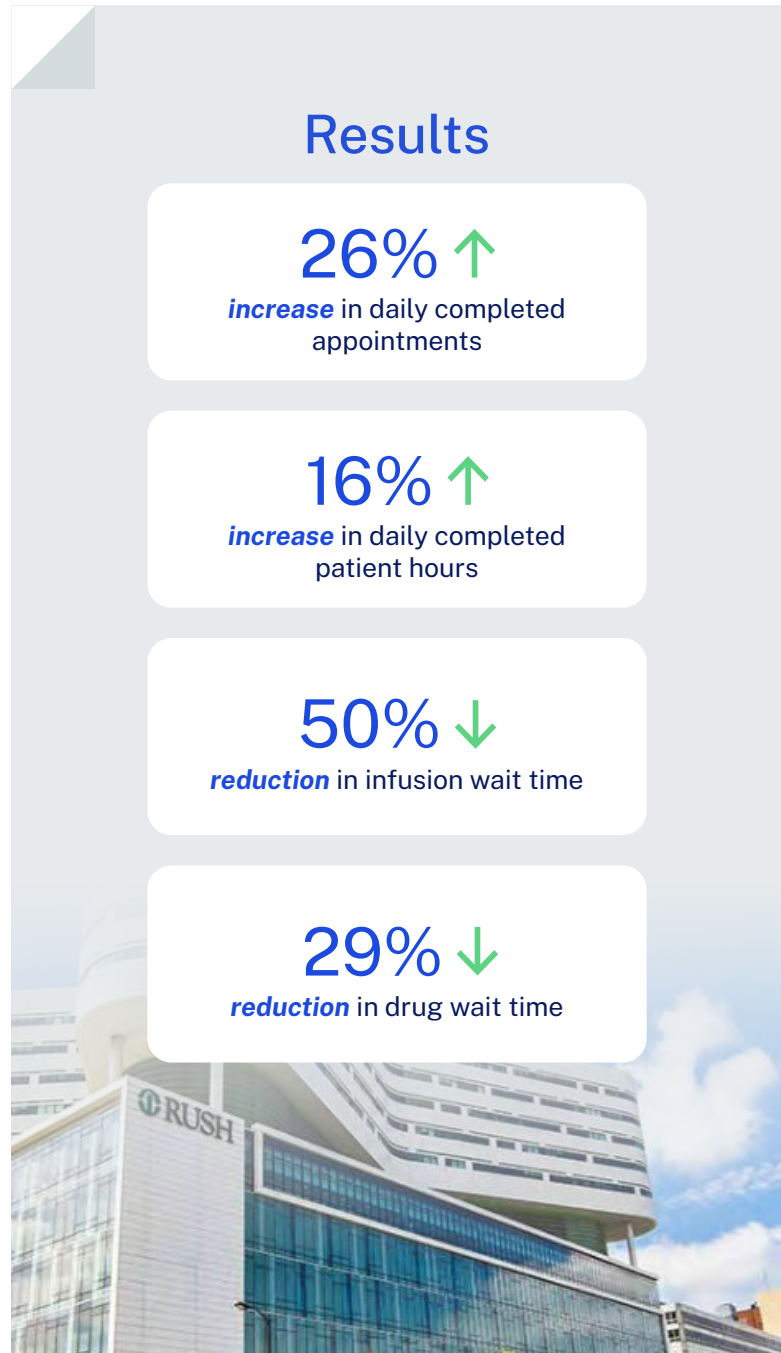 Results
26% ↑
increase in daily completed
appointments
16% ↑
increase in daily completed
patient hours
50% ↓
reduction in infusion wait time
29% ↓
reduction in drug wait time
RUSH